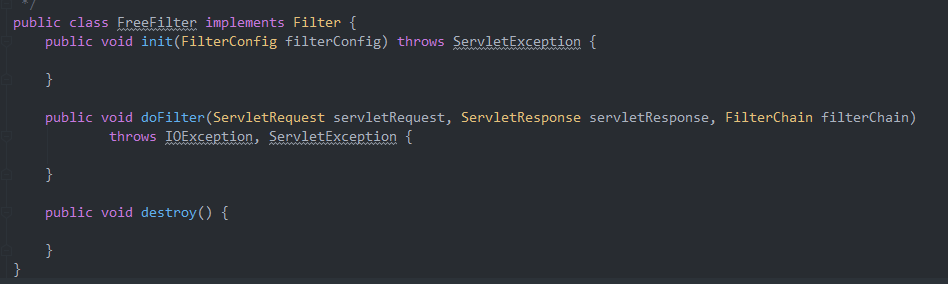 */
public class FreeFilter implements Filter {
    public void init(FilterConfig filterConfig) throws ServletException {

    }

    public void doFilter(ServletRequest servletRequest, ServletResponse servletResponse, FilterChain filterChain)
            throws IOException, ServletException {

    }

    public void destroy() {

    }
}